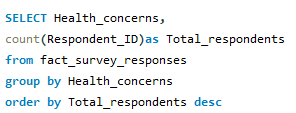 SELECT Health_concerns,
count(Respondent_ID)as Total_respondents
from fact_survey_responses
group by Health_concerns
order by Total_respondents desc